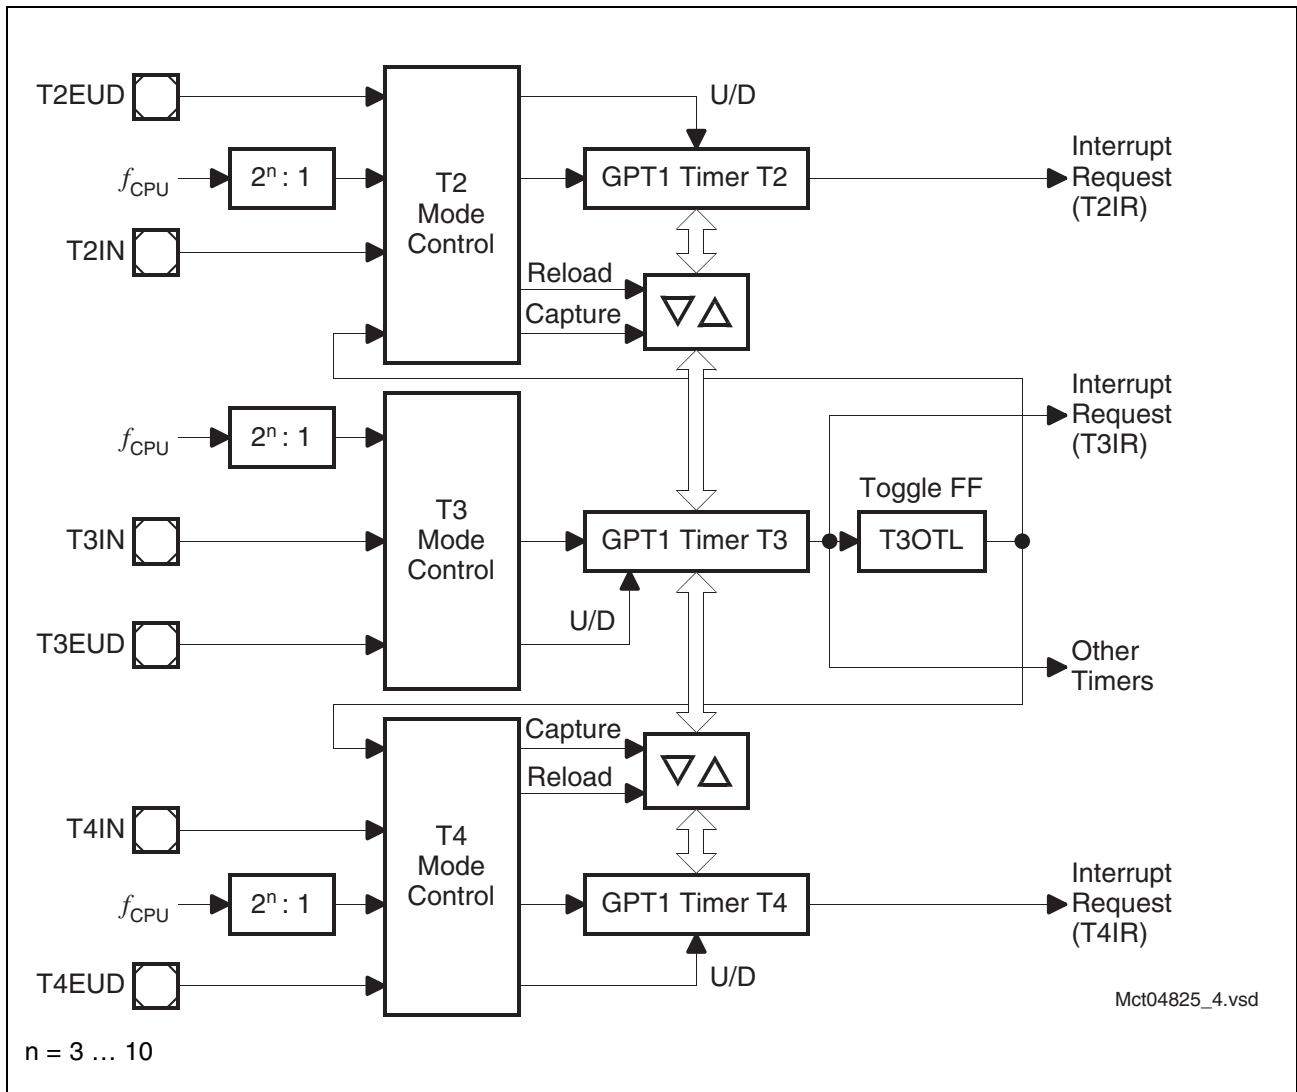 T2EUD
U/D
fCPU
2ⁿ : 1
T2
Mode
Control
GPT1 Timer T2
Interrupt
Request
(T2IR)
T2IN
Reload
Capture
fCPU
2ⁿ : 1
Interrupt
Request
(T3IR)
Toggle FF
T3IN
T3
Mode
Control
GPT1 Timer T3
T3OTL
U/D
T3EUD
Other
Timers
Capture
Reload
T4IN
T4
Mode
Control
fCPU
2ⁿ : 1
GPT1 Timer T4
Interrupt
Request
(T4IR)
T4EUD
U/D
Mct04825_4.vsd
n = 3 … 10